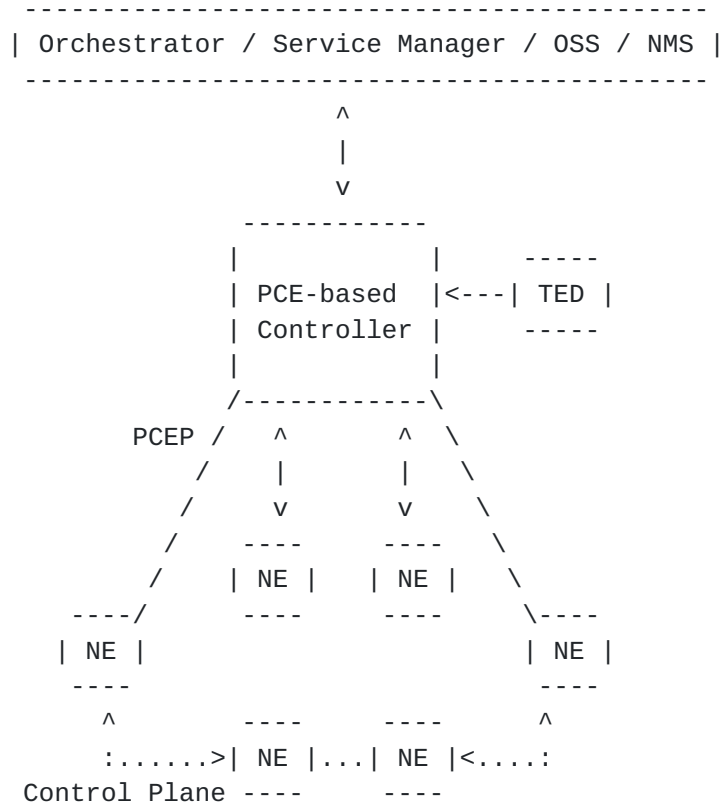 Orchestrator / Service Manager / OSS / NMS
PCE-based <---| TED
Controller
PCEP
NE NE
NE NE
NE ... NE
Control Plane